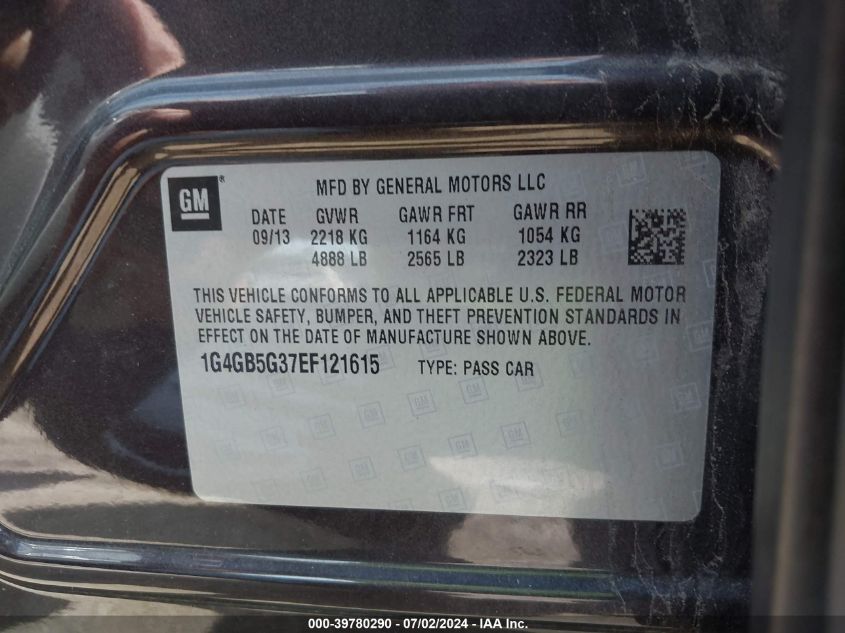 GM®
MFD BY GENERAL MOTORS LLC
DATE GVWR GAWR FRT GAWR RR
09/13 2218 KG 1164 KG 1054 KG
4888 LB 2565 LB 2323 LB
THIS VEHICLE CONFORMS TO ALL APPLICABLE U.S. FEDERAL MOTOR
VEHICLE SAFETY, BUMPER, AND THEFT PREVENTION STANDARDS IN
EFFECT ON THE DATE OF MANUFACTURE SHOWN ABOVE.
1G4GB5G37EF121615 TYPE: PASS CAR
000-39780290 - 07/02/2024 - IAA Inc.